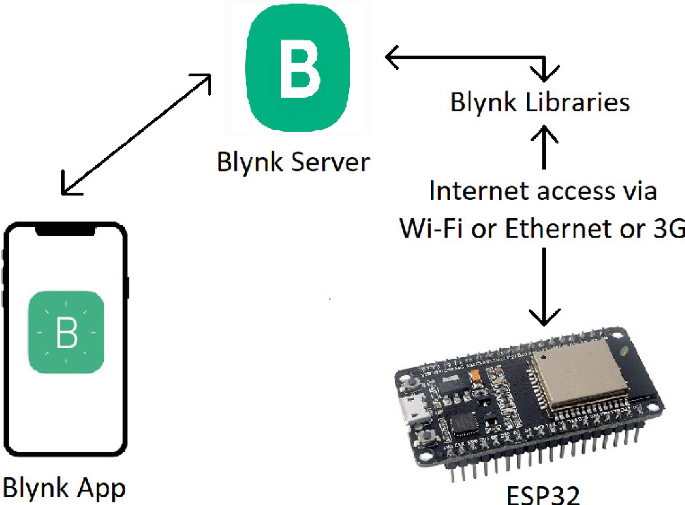 B
Blynk Server
Blynk Libraries
Internet access via
Wi-Fi or Ethernet or 3G
B
Blynk App
ESP32